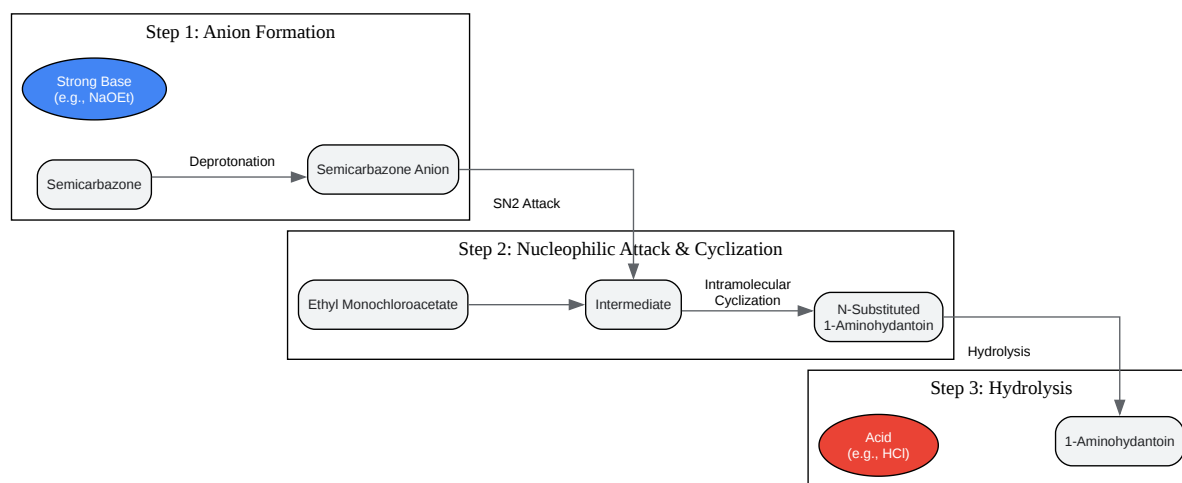 Step 1: Anion Formation
Strong Base
(e.g., NaOEt)
Semicarbazone
Deprotonation
Semicarbazone Anion
SN2 Attack
Step 2: Nucleophilic Attack & Cyclization
Ethyl Monochloroacetate
Intermediate
Intramolecular
Cyclization
N-Substituted
1-Aminohydantoin
Hydrolysis
Step 3: Hydrolysis
Acid
(e.g., HCl)
1-Aminohydantoin